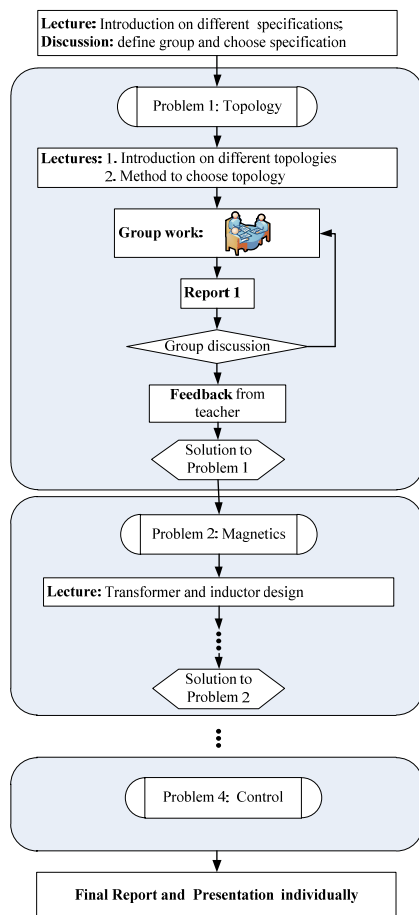 Lecture: Introduction on different specifications;
Discussion: define group and choose specification
Problem 1: Topology
Lectures: 1. Introduction on different topologies
2. Method to choose topology
Group work:
Report 1
Group discussion
Feedback from
teacher
Solution to
Problem 1
Problem 2: Magnetics
Lecture: Transformer and inductor design
Solution to
Problem 2
Problem 4: Control
Final Report and Presentation individually